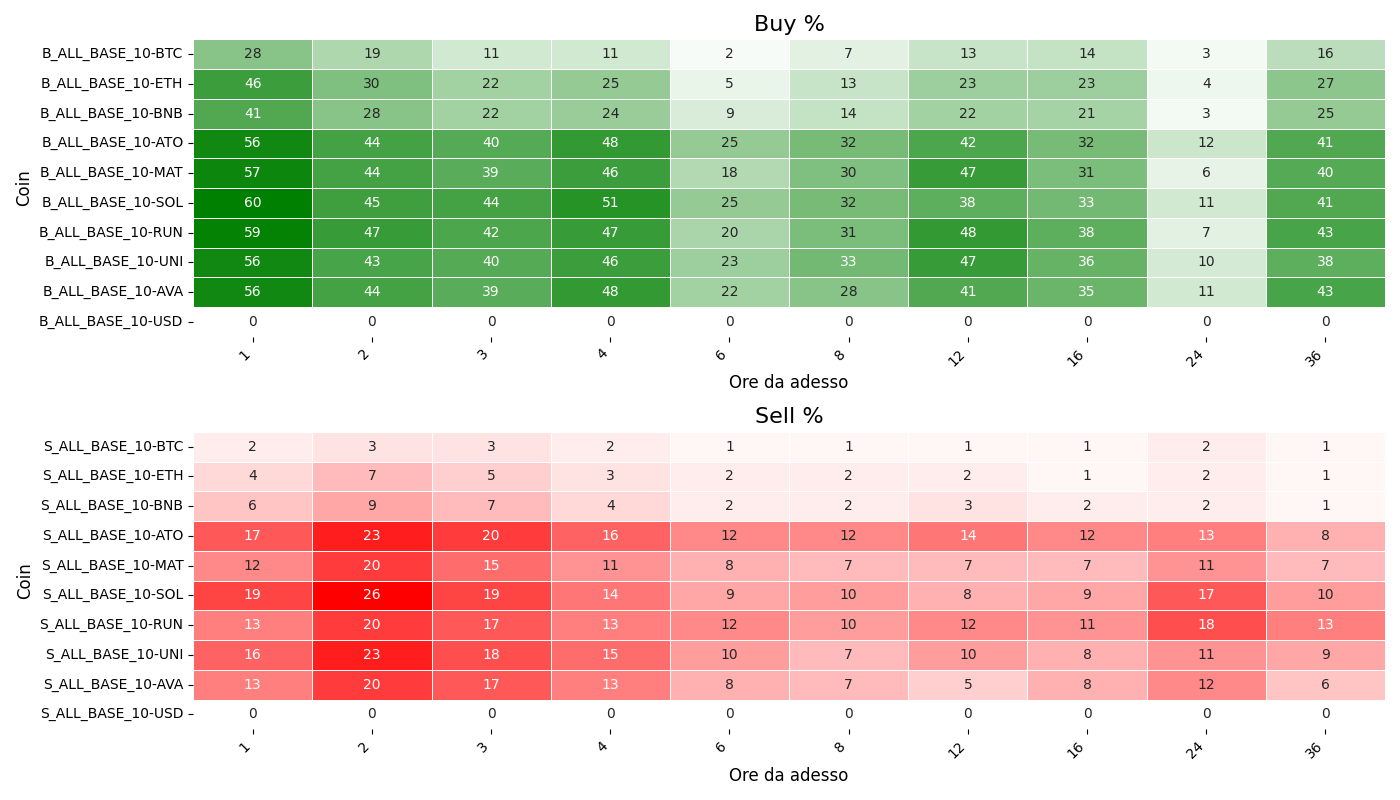 Buy %
Coin
B_ALL_BASE_10-BTC 28 19 11 11 2 7 13 14 3 16
B_ALL_BASE_10-ETH 46 30 22 25 5 13 23 23 4 27
B_ALL_BASE_10-BNB 41 28 22 24 9 14 22 21 3 25
B_ALL_BASE_10-ATO 56 44 40 48 25 32 42 32 12 41
B_ALL_BASE_10-MAT 57 44 39 46 18 30 47 31 6 40
B_ALL_BASE_10-SOL 60 45 44 51 25 32 38 33 11 41
B_ALL_BASE_10-RUN 59 47 42 47 20 31 48 38 7 43
B_ALL_BASE_10-UNI 56 43 40 46 23 33 47 36 10 38
B_ALL_BASE_10-AVA 56 44 39 48 22 28 41 35 11 43
B_ALL_BASE_10-USD 0 0 0 0 0 0 0 0 0 0
1 2 3 4 6 8 12 16 24 36
Ore da adesso
Sell %
Coin
S_ALL_BASE_10-BTC 2 3 3 2 1 1 1 1 2 1
S_ALL_BASE_10-ETH 4 7 5 3 2 2 2 1 2 1
S_ALL_BASE_10-BNB 6 9 7 4 2 2 3 2 2 1
S_ALL_BASE_10-ATO 17 23 20 16 12 12 14 12 13 8
S_ALL_BASE_10-MAT 12 20 15 11 8 7 7 7 11 7
S_ALL_BASE_10-SOL 19 26 19 14 9 10 8 9 17 10
S_ALL_BASE_10-RUN 13 20 17 13 12 10 12 11 18 13
S_ALL_BASE_10-UNI 16 23 18 15 10 7 10 8 11 9
S_ALL_BASE_10-AVA 13 20 17 13 8 7 5 8 12 6
S_ALL_BASE_10-USD 0 0 0 0 0 0 0 0 0 0
1 2 3 4 6 8 12 16 24 36
Ore da adesso